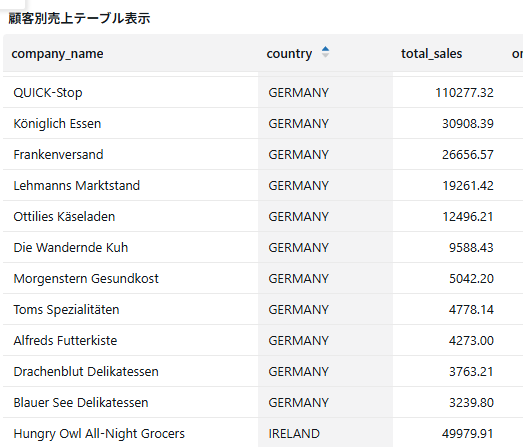 顧客別売上テーブル表示
company_name country total_sales or
QUICK-Stop GERMANY 110277.32
Königlich Essen GERMANY 30908.39
Frankenversand GERMANY 26656.57
Lehmanns Marktstand GERMANY 19261.42
Ottilies Käseladen GERMANY 12496.21
Die Wandernde Kuh GERMANY 9588.43
Morgenstern Gesundkost GERMANY 5042.20
Toms Spezialitäten GERMANY 4778.14
Alfreds Futterkiste GERMANY 4273.00
Drachenblut Delikatessen GERMANY 3763.21
Blauer See Delikatessen GERMANY 3239.80
Hungry Owl All-Night Grocers IRELAND 49979.91